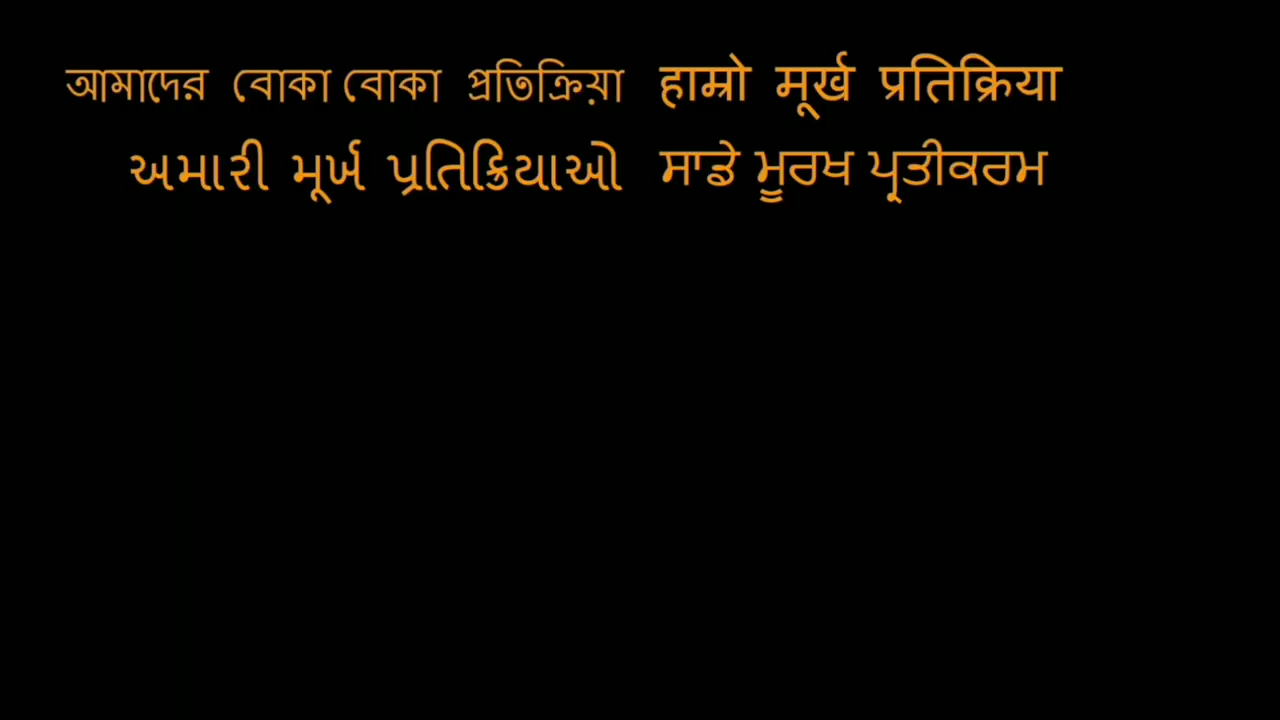 আমাদের বোকা বোকা প্রতিক্রিয়া हाम्रो मूर्ख प्रतिक्रिया
અમારી મૂર્ખ પ્રતિક્રિયાઓ ਸਾਡੇ ਮੂਰਖ ਪ੍ਰਤੀਕਰਮ